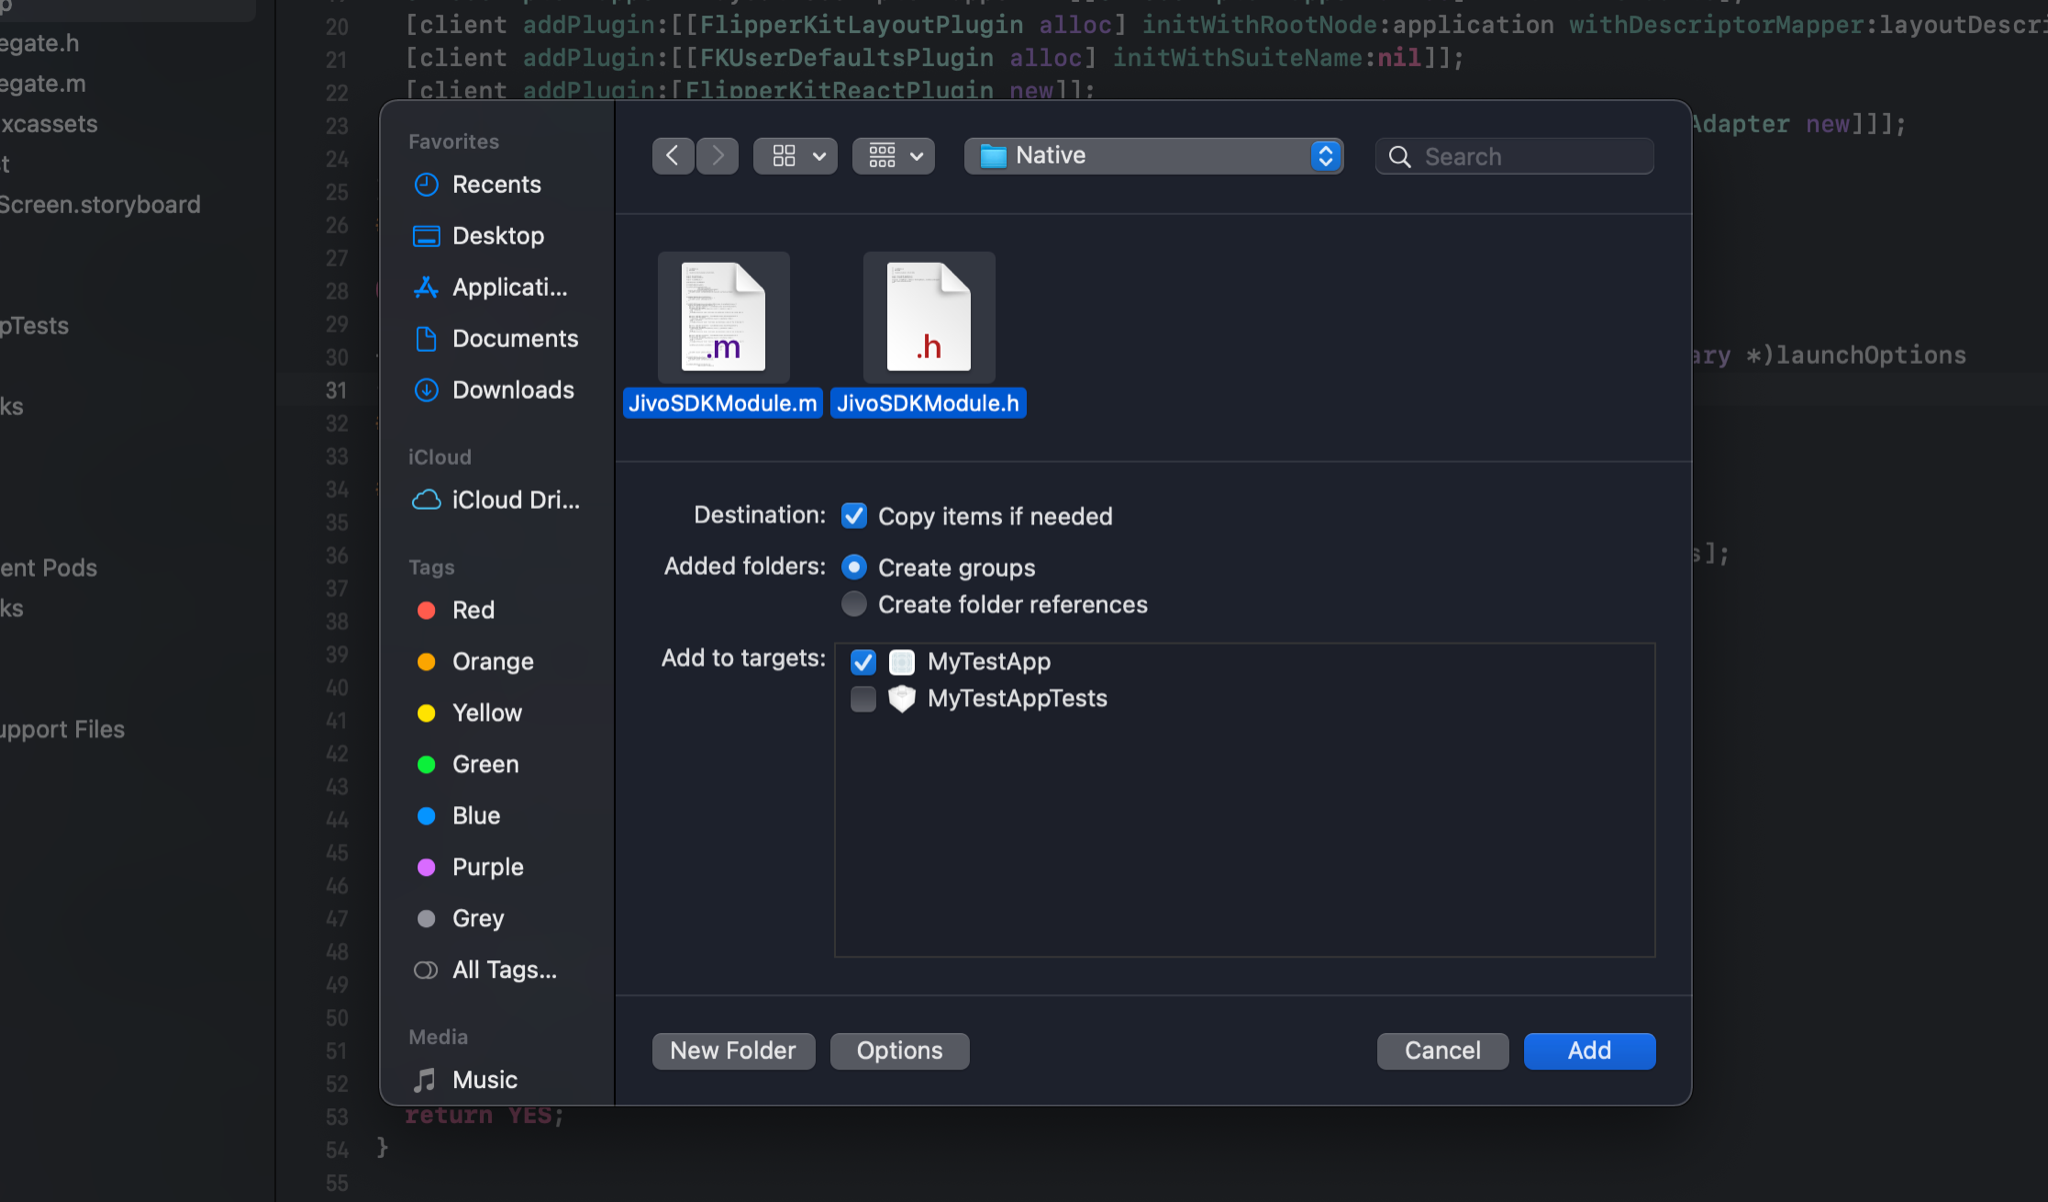 egate.h
egate.m
xcassets
Screen.storyboard
pTests
ks
ent Pods
ks
upport Files
20 [client addPlugin:[[FlipperKitLayoutPlugin alloc] initWithRootNode:application withDescriptorMapper:layoutDescri
21 [client addPlugin:[[FKUserDefaultsPlugin alloc] initWithSuiteName:nil]];
22 [client addPlugin:[FlipperKitReactPlugin new]];
23 Adapter new]]];
24
25
26
27
28
29
30 ary *)launchOptions
31
32
33
34
35
36 s];
37
38
39
40
41
42
43
44
45
46
47
48
49
50
51
52
53 return YES;
54 }
55
Favorites
Recents
Desktop
Applicati...
Documents
Downloads
iCloud
iCloud Dri...
Tags
Red
Orange
Yellow
Green
Blue
Purple
Grey
All Tags...
Media
Music
Native
Search
.m
.h
JivoSDKModule.m
JivoSDKModule.h
Destination: Copy items if needed
Added folders: Create groups
Create folder references
Add to targets: MyTestApp
MyTestAppTests
New Folder
Options
Cancel
Add